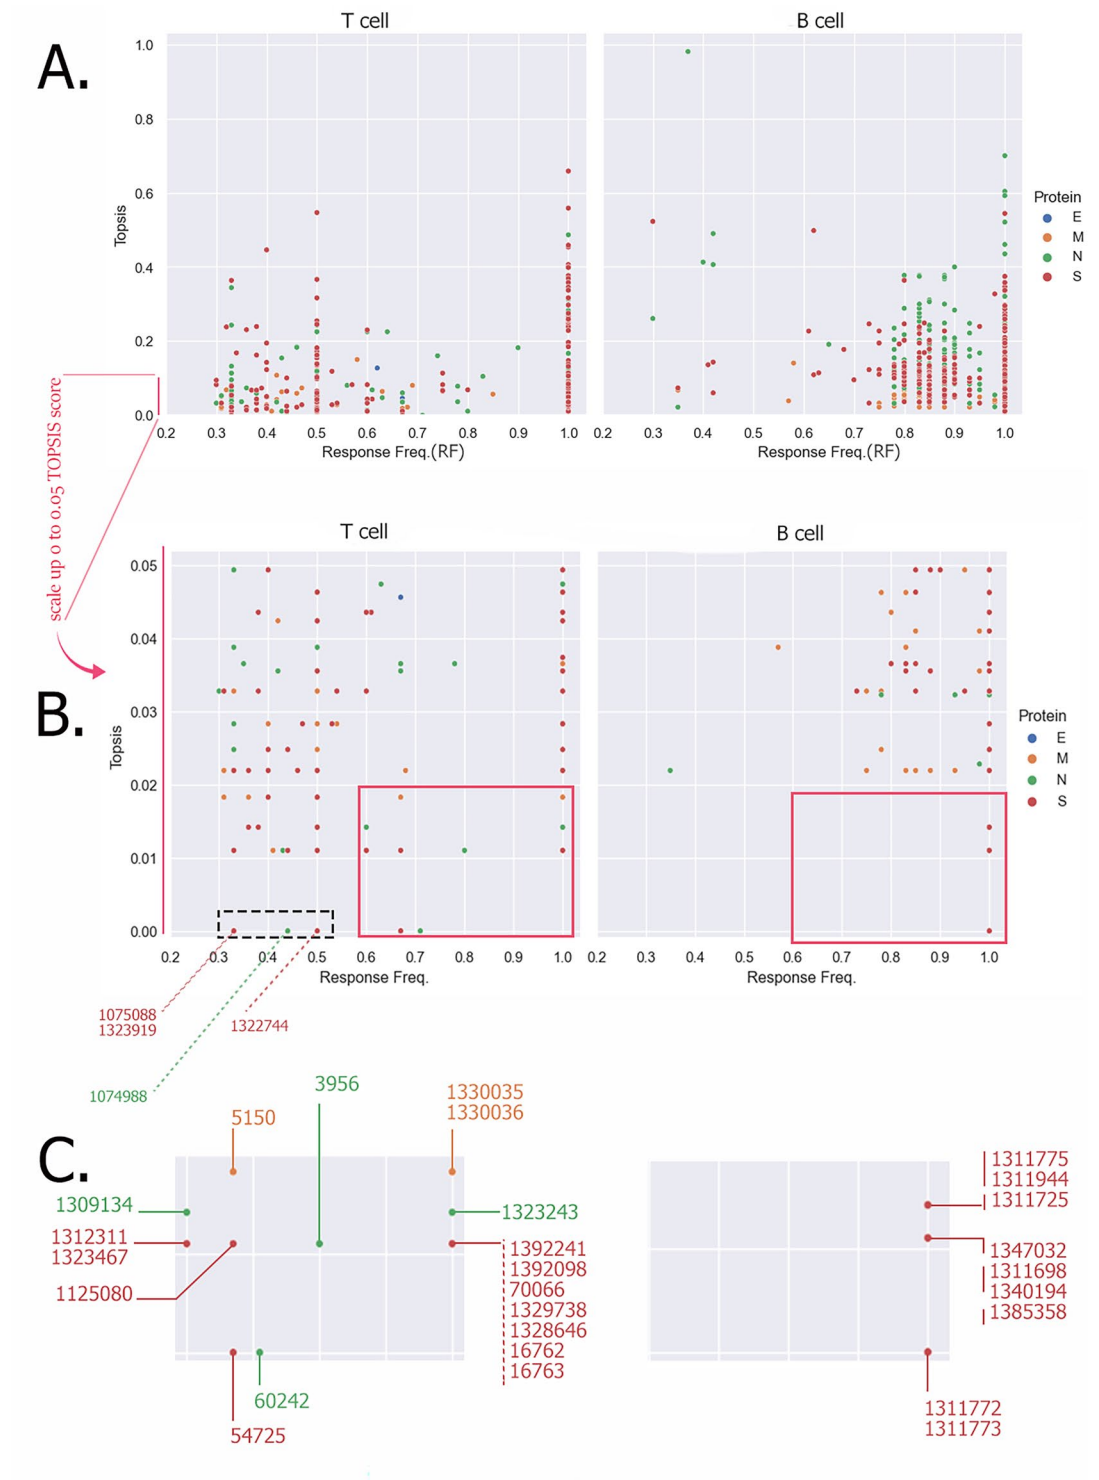 T cell
B cell
A.
1.0
0.8
0.6
0.4
0.2
0.0
Topsis
0.2 0.3 0.4 0.5 0.6 0.7 0.8 0.9 1.0
0.2 0.3 0.4 0.5 0.6 0.7 0.8 0.9 1.0
Response Freq.(RF)
Response Freq.(RF)
Protein
E
M
N
S
scale up 0 to 0.05 TOPSIS score
T cell
B cell
B.
0.05
0.04
0.03
0.02
0.01
0.00
Topsis
0.2 0.3 0.4 0.5 0.6 0.7 0.8 0.9 1.0
0.2 0.3 0.4 0.5 0.6 0.7 0.8 0.9 1.0
Response Freq.
Response Freq.
Protein
E
M
N
S
1075088
1323919
1322744
1074988
C.
5150
3956
1330035
1330036
1309134
1312311
1323467
1125080
1323243
1392241
1392098
70066
1329738
1328646
16762
16763
60242
54725
1311775
1311944
1311725
1347032
1311698
1340194
1385358
1311772
1311773